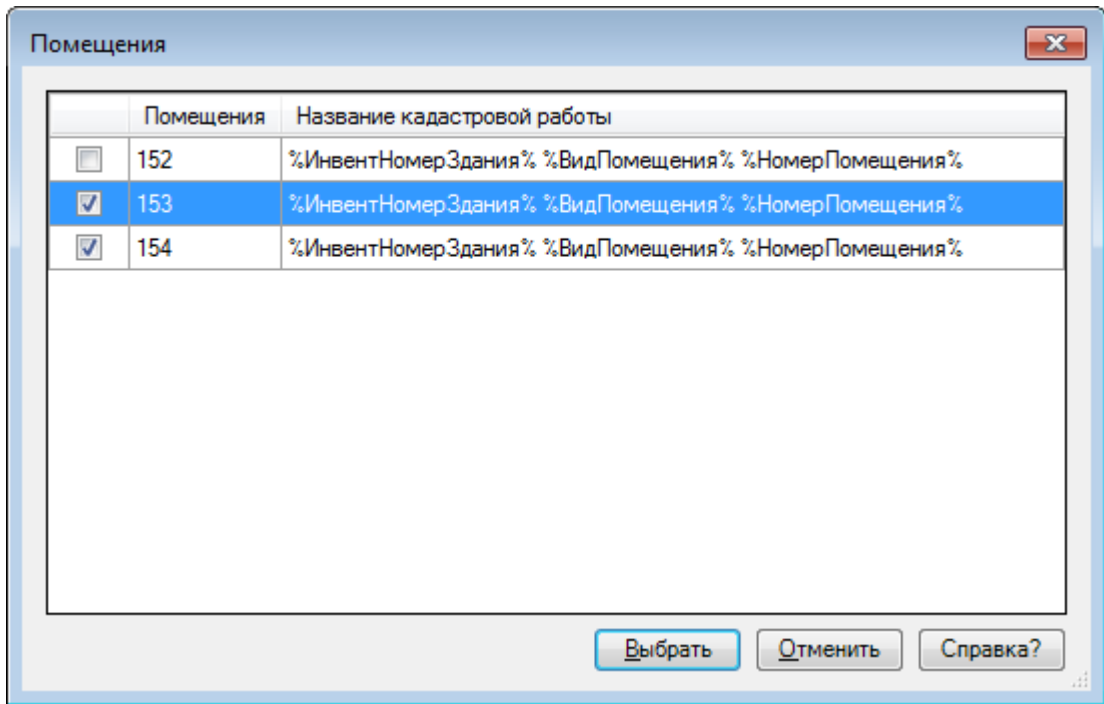 Помещения
Помещения Название кадастровой работы
152 %ИнвентНомерЗдания% %ВидПомещения% %НомерПомещения%
153 %ИнвентНомерЗдания% %ВидПомещения% %НомерПомещения%
154 %ИнвентНомерЗдания% %ВидПомещения% %НомерПомещения%
Выбрать Отменить Справка?